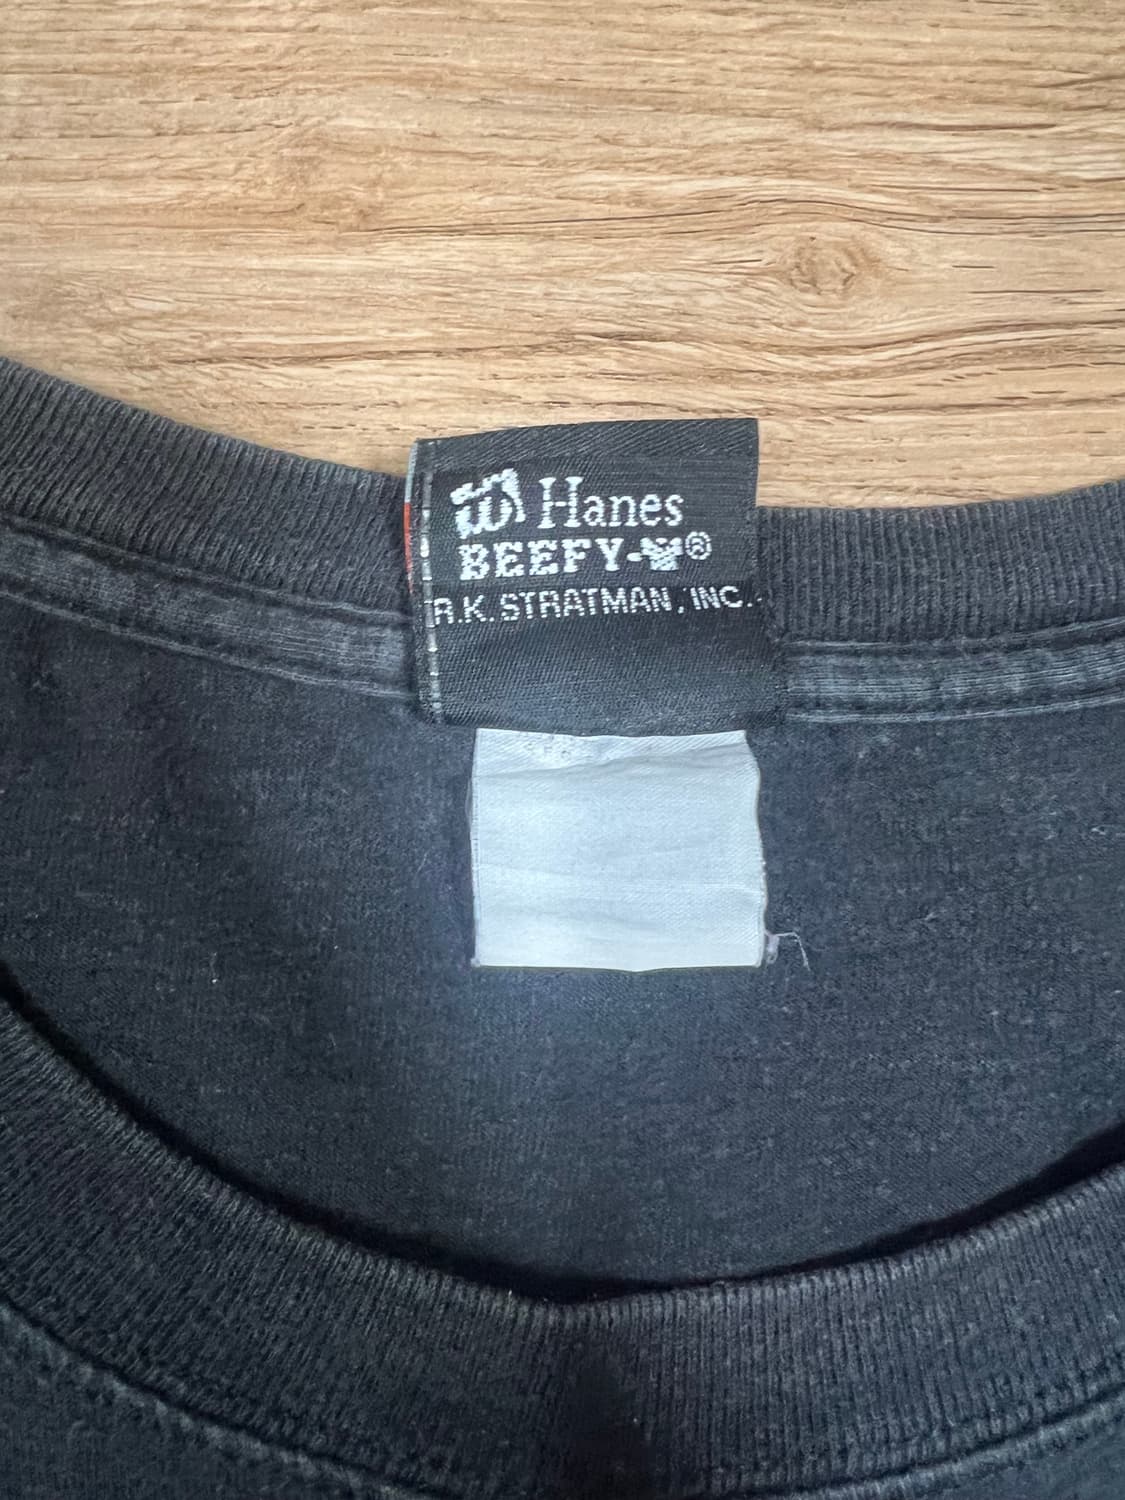 Hanes
BEEFY-T®
R.K. STRATMAN, INC.